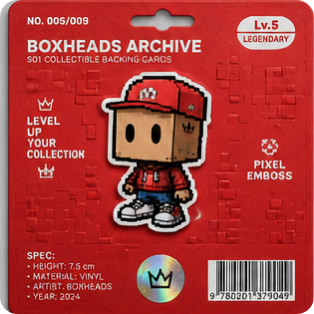 NO. 005/009
Lv.5
LEGENDARY
BOXHEADS ARCHIVE
S01 COLLECTIBLE BACKING CARDS
LEVEL
UP
YOUR
COLLECTION
PIXEL
EMBOSS
SPEC:
• HEIGHT: 7.5 cm
• MATERIAL: VINYL
• ARTIST: BOXHEADS
• YEAR: 2024
9 780201 379049